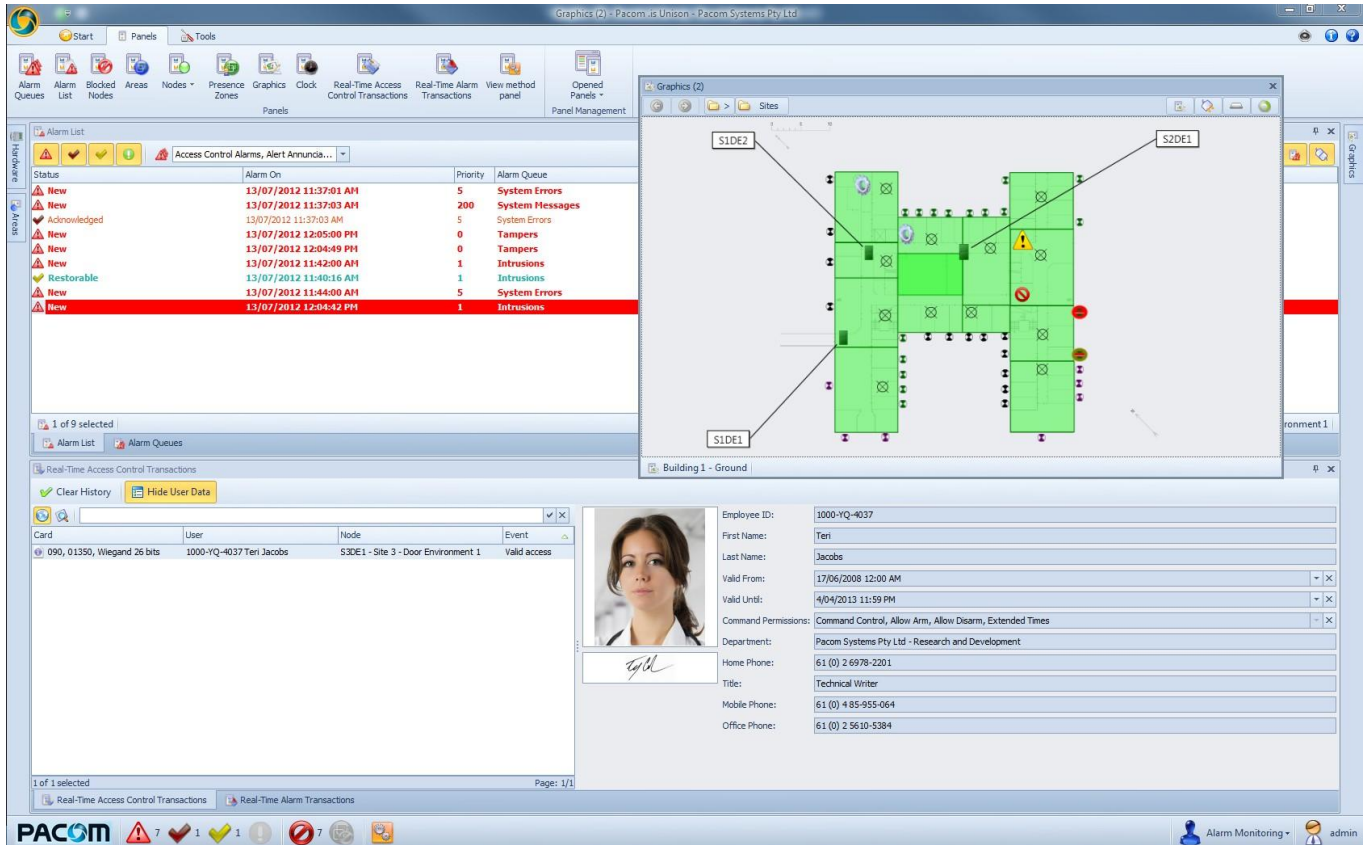 Graphics (2) - Pacom .is Unison - Pacom Systems Pty Ltd
Start Panels Tools
Alarm Queues
Alarm List
Blocked Nodes
Areas
Nodes
Presence Zones
Graphics
Clock
Real-Time Access Control Transactions
Real-Time Alarm Transactions
View method panel
Opened Panels
Panels
Panel Management
Hardware
Areas
Graphics
Alarm List
Access Control Alarms, Alert Annuncia...
Status Alarm On Priority Alarm Queue
New 13/07/2012 11:37:01 AM 5 System Errors
New 13/07/2012 11:37:03 AM 200 System Messages
Acknowledged 13/07/2012 11:37:03 AM 5 System Errors
New 13/07/2012 12:05:00 PM 0 Tampers
New 13/07/2012 12:04:49 PM 0 Tampers
New 13/07/2012 11:42:00 AM 1 Intrusions
Restorable 13/07/2012 11:40:16 AM 1 Intrusions
New 13/07/2012 11:44:00 AM 5 System Errors
New 13/07/2012 12:04:42 PM 1 Intrusions
1 of 9 selected
ronment 1
Alarm List Alarm Queues
Graphics (2)
> Sites
S1DE2
S2DE1
S1DE1
Building 1 - Ground
Real-Time Access Control Transactions
Clear History Hide User Data
Card User Node Event
090, 01350, Wiegand 26 bits 1000-YQ-4037 Teri Jacobs S3DE1 - Site 3 - Door Environment 1 Valid access
1 of 1 selected Page: 1/1
Employee ID: 1000-YQ-4037
First Name: Teri
Last Name: Jacobs
Valid From: 17/06/2008 12:00 AM
Valid Until: 4/04/2013 11:59 PM
Command Permissions: Command Control, Allow Arm, Allow Disarm, Extended Times
Department: Pacom Systems Pty Ltd - Research and Development
Home Phone: 61 (0) 2 6978-2201
Title: Technical Writer
Mobile Phone: 61 (0) 4 85-955-064
Office Phone: 61 (0) 2 5610-5384
Real-Time Access Control Transactions Real-Time Alarm Transactions
PACOM 7 1 1 7
Alarm Monitoring admin